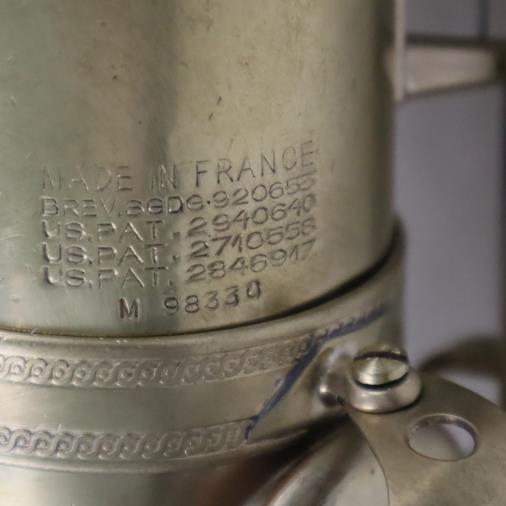 MADE IN FRANCE
BREV. SGDG. 920655
US. PAT. 2940640
US. PAT. 2710558
US. PAT. 2846917
M 98330